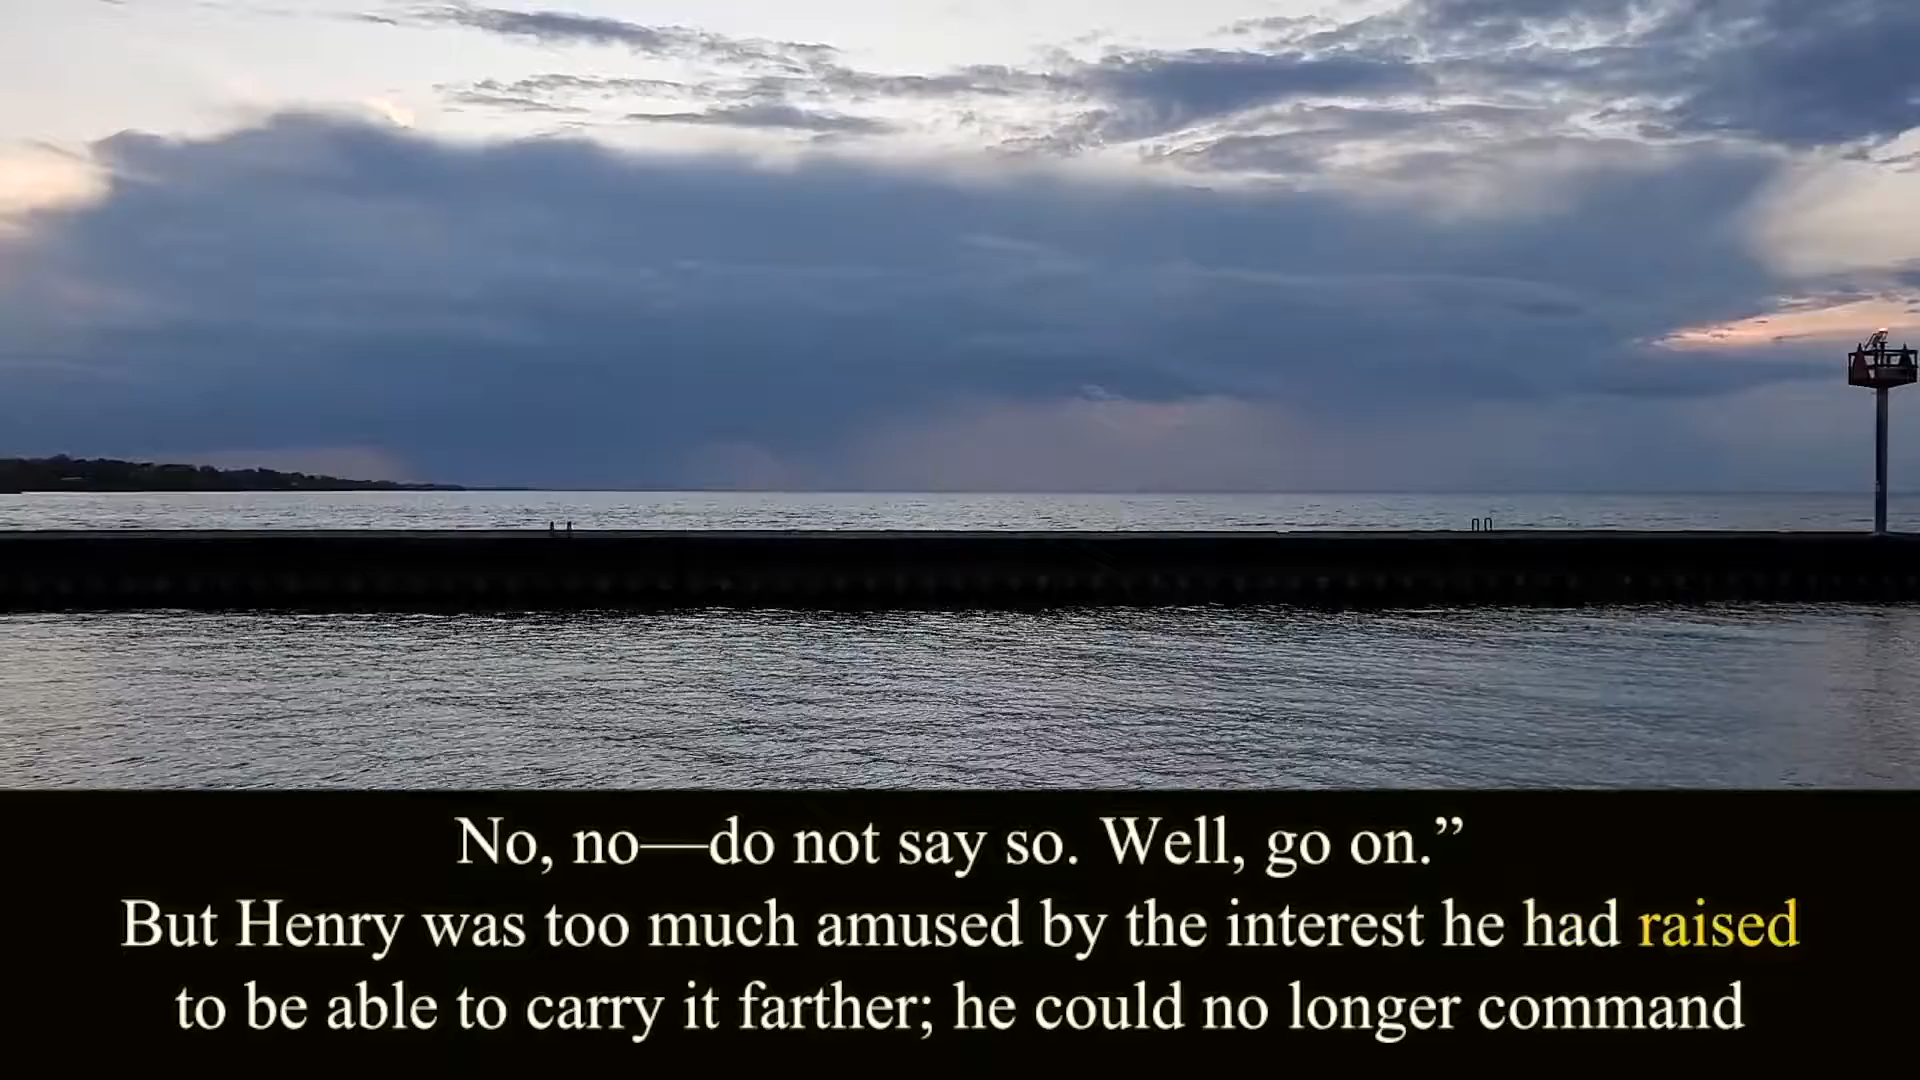 No, no—do not say so. Well, go on.”
But Henry was too much amused by the interest he had raised
to be able to carry it farther; he could no longer command